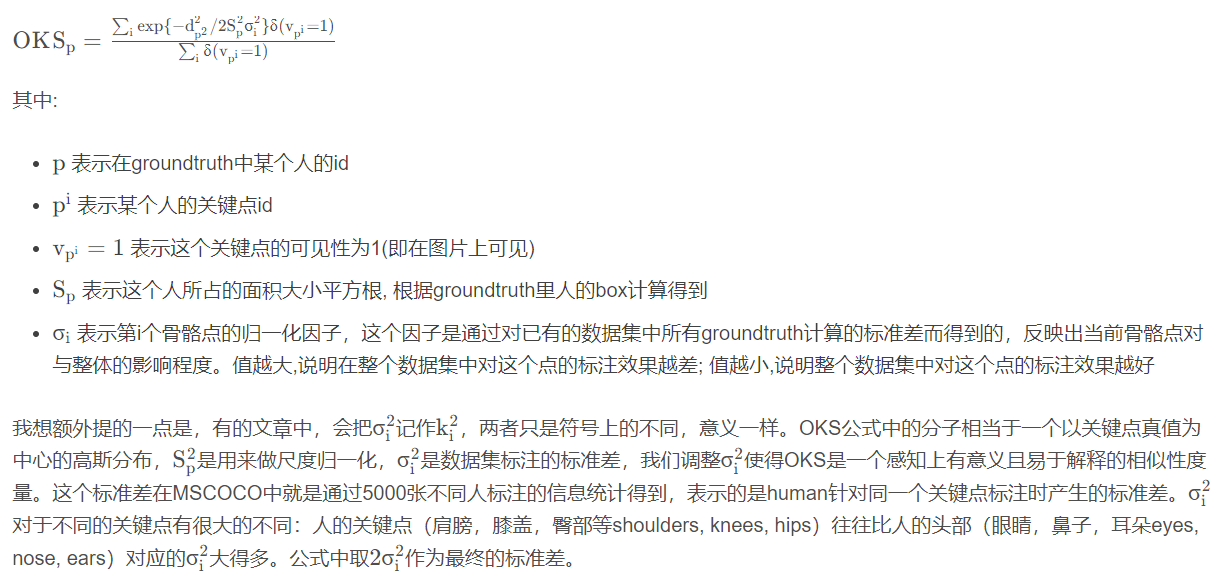 $\mathrm{OKS_p} = \frac{\sum_i \exp\{-d_{p^2}^2/2S_p^2\sigma_i^2\}\delta(v_{p^i}=1)}{\sum_i \delta(v_{p^i}=1)}$
其中:
• $p$ 表示在groundtruth中某个人的id
• $p^i$ 表示某个人的关键点id
• $v_{p^i} = 1$ 表示这个关键点的可见性为1(即在图片上可见)
• $S_p$ 表示这个人所占的面积大小平方根, 根据groundtruth里人的box计算得到
• $\sigma_i$ 表示第i个骨骼点的归一化因子，这个因子是通过对已有的数据集中所有groundtruth计算的标准差而得到的，反映出当前骨骼点对
与整体的影响程度。值越大,说明在整个数据集中对这个点的标注效果越差; 值越小,说明整个数据集中对这个点的标注效果越好
我想额外提的一点是，有的文章中，会把$\sigma_i^2$记作$k_i^2$，两者只是符号上的不同，意义一样。OKS公式中的分子相当于一个以关键点真值为
中心的高斯分布，$S_p^2$是用来做尺度归一化，$\sigma_i^2$是数据集标注的标准差，我们调整$\sigma_i^2$使得OKS是一个感知上有意义且易于解释的相似性度
量。这个标准差在MSCOCO中就是通过5000张不同人标注的信息统计得到，表示的是human针对同一个关键点标注时产生的标准差。$\sigma_i^2$
对于不同的关键点有很大的不同：人的关键点（肩膀，膝盖，臀部等shoulders, knees, hips）往往比人的头部（眼睛，鼻子，耳朵eyes,
nose, ears）对应的$\sigma_i^2$大得多。公式中取$2\sigma_i^2$作为最终的标准差。